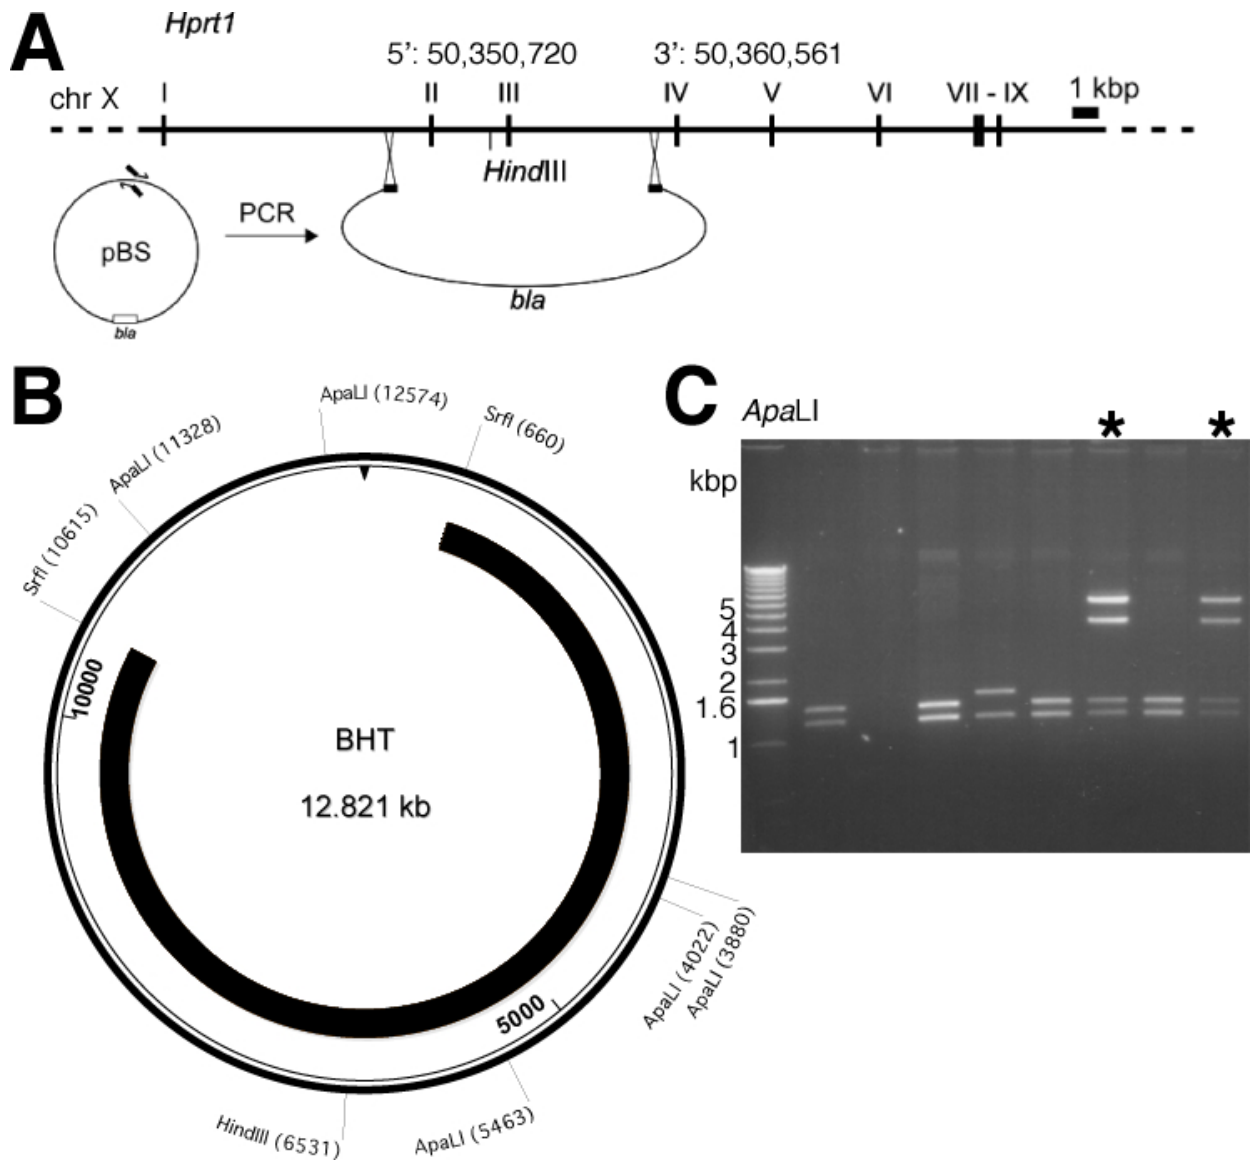 A
Hprt1
5’: 50,350,720
3’: 50,360,561
chr X
I
II
III
IV
V
VI
VII - IX
1 kbp
HindIII
PCR
pBS
bla
bla
B
ApaLI (12574)
SrfI (660)
ApaLI (11328)
SrfI (10615)
10000
BHT
12.821 kb
5000
ApaLI (4022)
ApaLI (3880)
HindIII (6531)
ApaLI (5463)
C
ApaLI
*
*
kbp
5
4
3
2
1.6
1